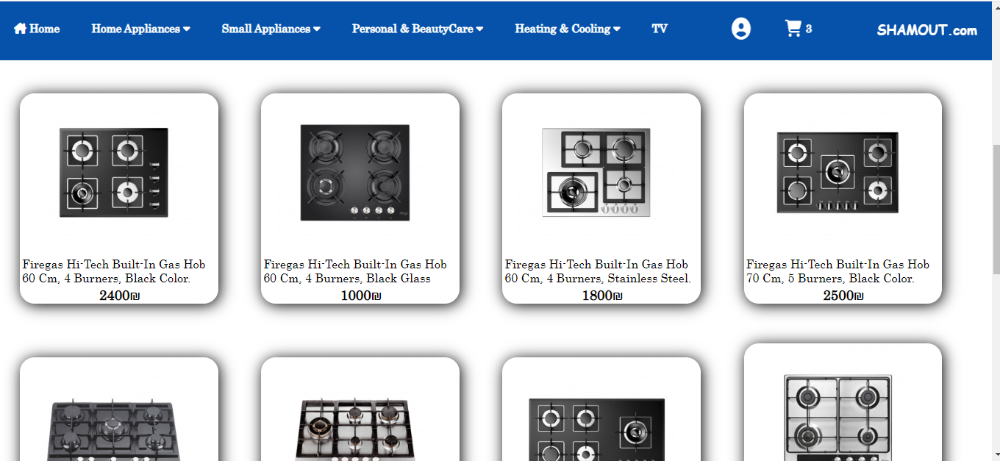 Home
Home Appliances
Small Appliances
Personal & BeautyCare
Heating & Cooling
TV
3
SHAMOUT.com
Firegas Hi-Tech Built-In Gas Hob
60 Cm, 4 Burners, Black Color.
2400₪
Firegas Hi-Tech Built-In Gas Hob
60 Cm, 4 Burners, Black Glass
1000₪
Firegas Hi-Tech Built-In Gas Hob
60 Cm, 4 Burners, Stainless Steel.
1800₪
Firegas Hi-Tech Built-In Gas Hob
70 Cm, 5 Burners, Black Color.
2500₪